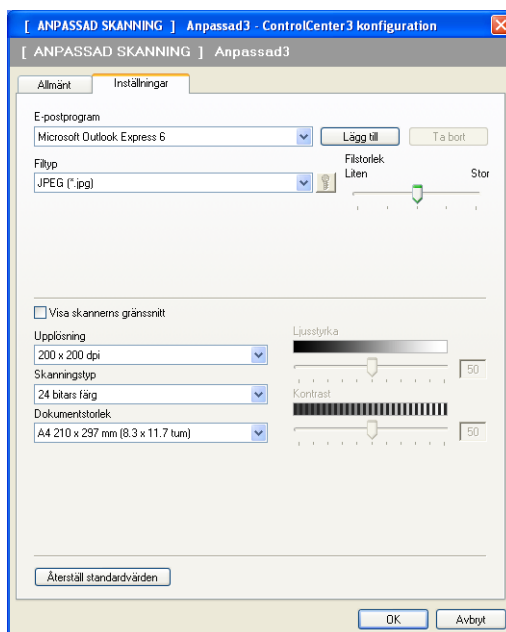 [ ANPASSAD SKANNING ] Anpassad3 - ControlCenter3 konfiguration
[ ANPASSAD SKANNING ] Anpassad3
Allmänt Inställningar
E-postprogram
Microsoft Outlook Express 6 Lägg till Ta bort
Filtyp Filstorlek
JPEG (*.jpg) Liten Stor
Visa skannerns gränssnitt
Upplösning Ljusstyrka
200 x 200 dpi 50
Skanningstyp
24 bitars färg Kontrast
Dokumentstorlek
A4 210 x 297 mm (8.3 x 11.7 tum) 50
Återställ standardvärden
OK Avbryt